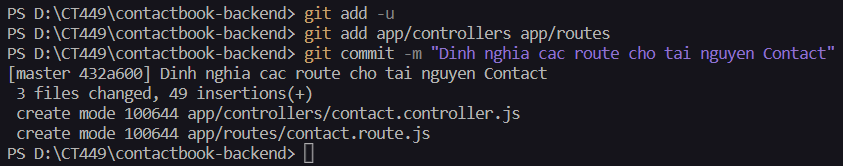 PS D:\CT449\contactbook-backend> git add -u
PS D:\CT449\contactbook-backend> git add app/controllers app/routes
PS D:\CT449\contactbook-backend> git commit -m "Dinh nghia cac route cho tai nguyen Contact"
[master 432a600] Dinh nghia cac route cho tai nguyen Contact
 3 files changed, 49 insertions(+)
 create mode 100644 app/controllers/contact.controller.js
 create mode 100644 app/routes/contact.route.js
PS D:\CT449\contactbook-backend>